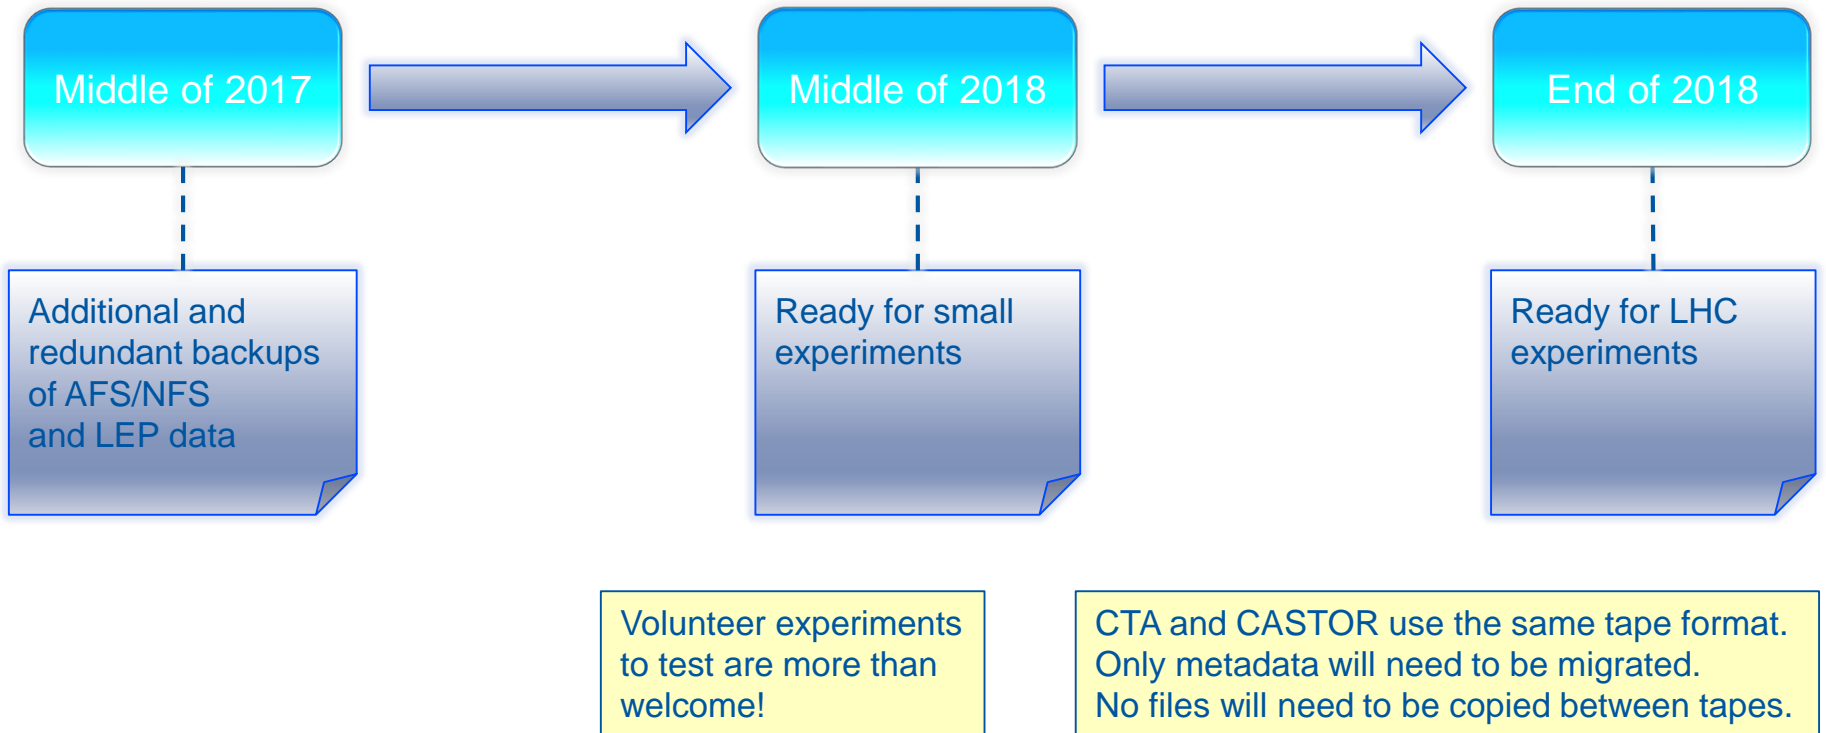 Middle of 2017
Middle of 2018
End of 2018
Additional and
redundant backups
of AFS/NFS
and LEP data
Ready for small
experiments
Ready for LHC
experiments
Volunteer experiments
to test are more than
welcome!
CTA and CASTOR use the same tape format.
Only metadata will need to be migrated.
No files will need to be copied between tapes.